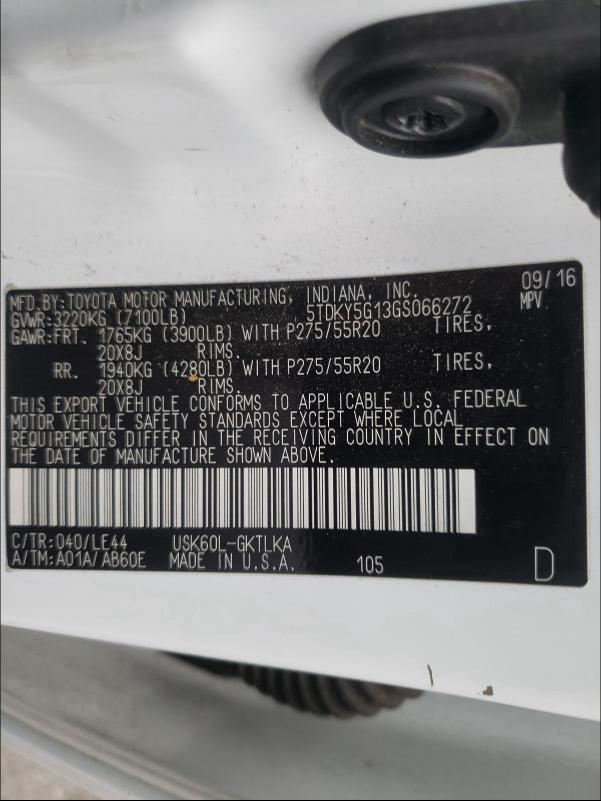 MFD.BY:TOYOTA MOTOR MANUFACTURING, INDIANA, INC. 09/16
GVWR:3220KG (7100LB) 5TDKY5G13GS066272 MPV
GAWR:FRT. 1765KG (3900LB) WITH P275/55R20 TIRES,
20X8J RIMS.
RR. 1940KG (4280LB) WITH P275/55R20 TIRES,
20X8J RIMS.
THIS EXPORT VEHICLE CONFORMS TO APPLICABLE U.S. FEDERAL
MOTOR VEHICLE SAFETY STANDARDS EXCEPT WHERE LOCAL
REQUIREMENTS DIFFER IN THE RECEIVING COUNTRY IN EFFECT ON
THE DATE OF MANUFACTURE SHOWN ABOVE.
C/TR:040/LE44 USK60L-GKTLKA
A/TM:A01A/AB60E MADE IN U.S.A. 105 D